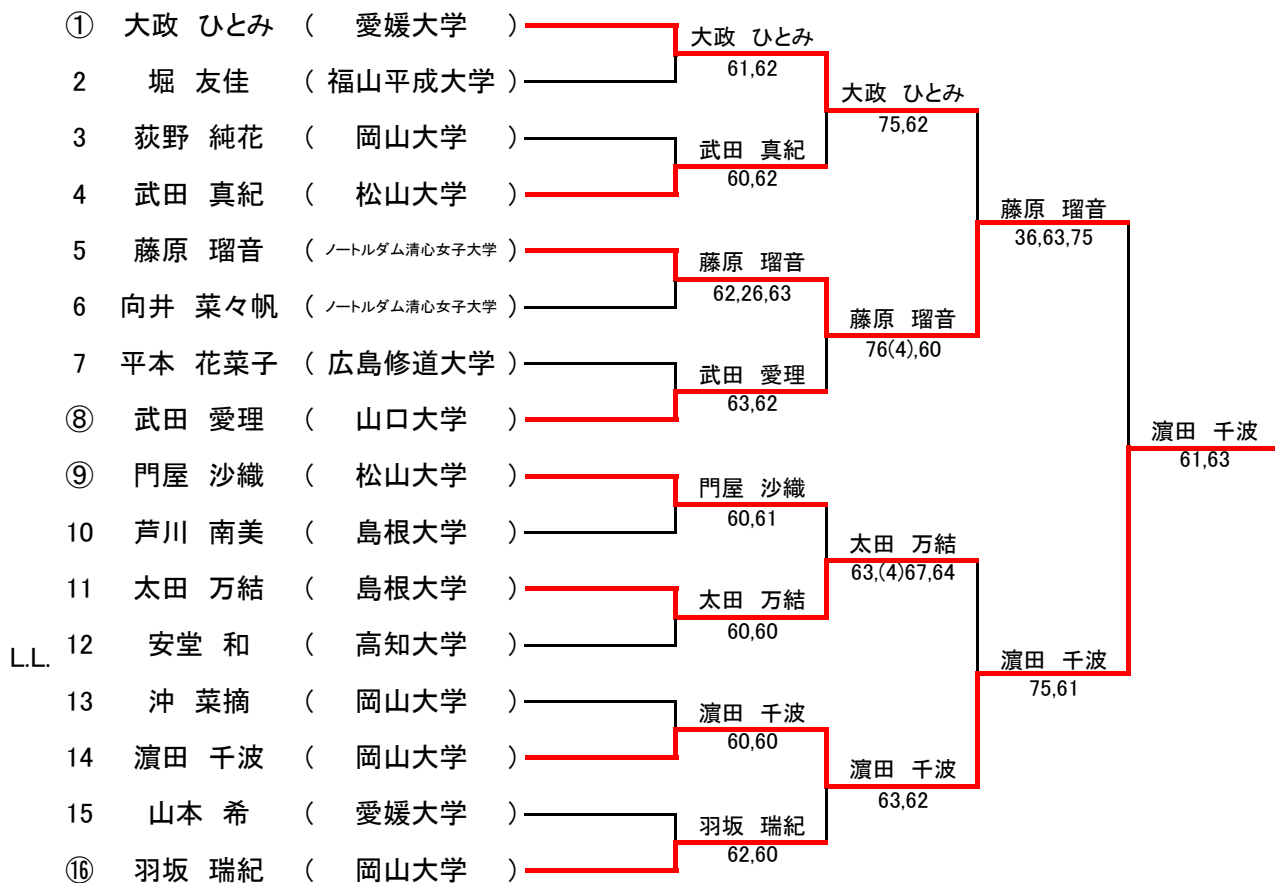 ① 大政 ひとみ ( 愛媛大学 )
2 堀 友佳 ( 福山平成大学 )
3 荻野 純花 ( 岡山大学 )
4 武田 真紀 ( 松山大学 )
5 藤原 瑠音 ( ノートルダム清心女子大学 )
6 向井 菜々帆 ( ノートルダム清心女子大学 )
7 平本 花菜子 ( 広島修道大学 )
⑧ 武田 愛理 ( 山口大学 )
⑨ 門屋 沙織 ( 松山大学 )
10 芦川 南美 ( 島根大学 )
11 太田 万結 ( 島根大学 )
L.L. 12 安堂 和 ( 高知大学 )
13 沖 菜摘 ( 岡山大学 )
14 濵田 千波 ( 岡山大学 )
15 山本 希 ( 愛媛大学 )
⑯ 羽坂 瑞紀 ( 岡山大学 )
大政 ひとみ
61,62
武田 真紀
60,62
藤原 瑠音
62,26,63
武田 愛理
63,62
門屋 沙織
60,61
太田 万結
60,60
濵田 千波
60,60
羽坂 瑞紀
62,60
大政 ひとみ
75,62
藤原 瑠音
76(4),60
太田 万結
63,(4)67,64
濵田 千波
63,62
藤原 瑠音
36,63,75
濵田 千波
75,61
濵田 千波
61,63